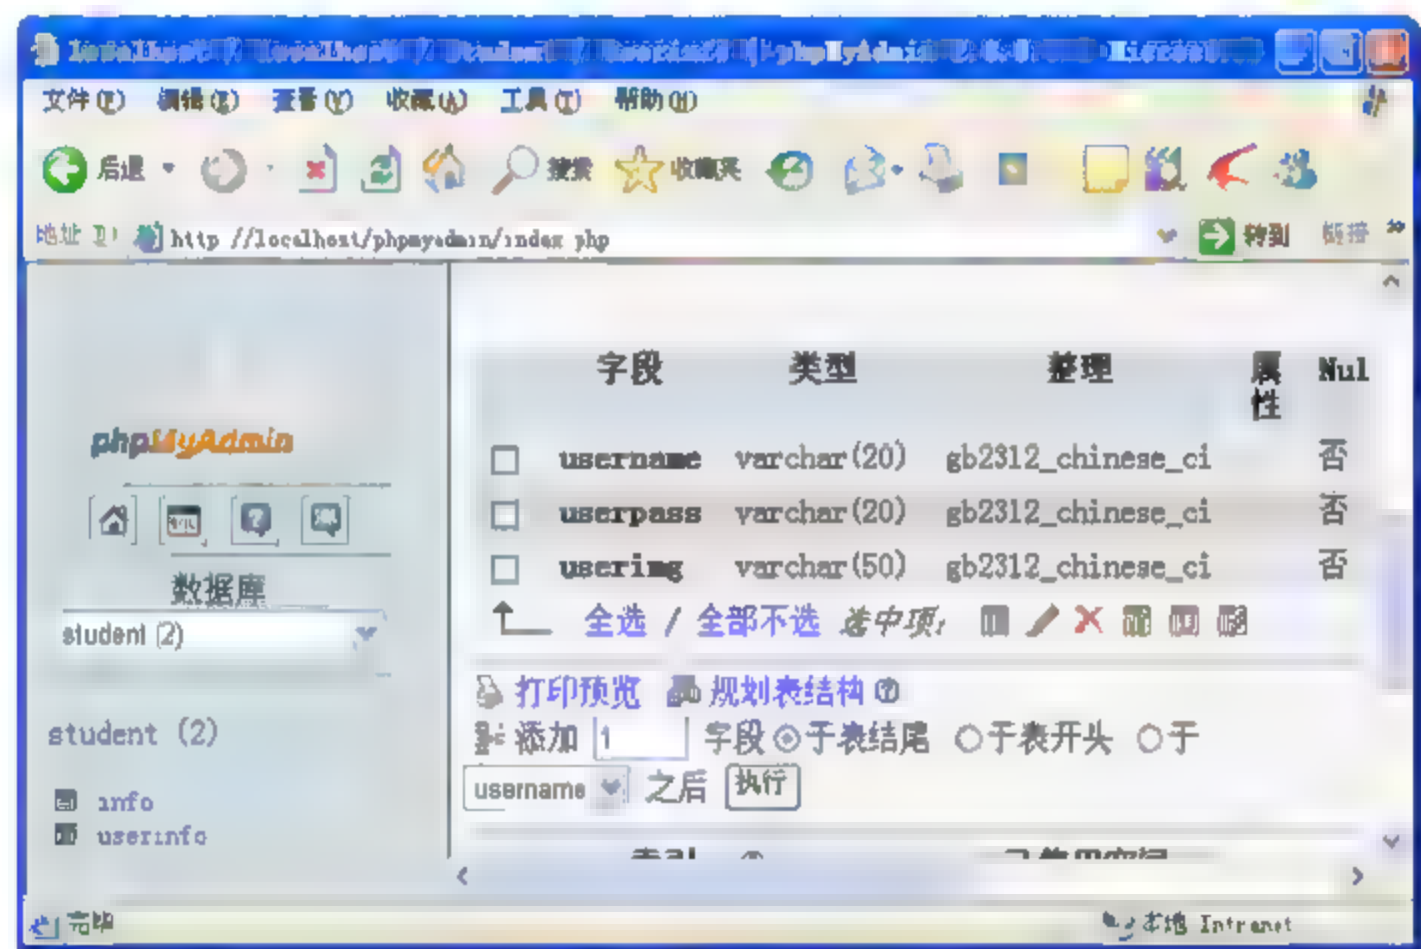 文件(F) 编辑(E) 查看(V) 收藏(A) 工具(T) 帮助(H)
后退 搜索 收藏夹
地址(D) http://localhost/phpmyadmin/index.php 转到 链接 »
phpMyAdmin
数据库
student (2)
student (2)
info
userinfo
字段 类型 整理 属性 Nul
username varchar(20) gb2312_chinese_ci 否
userpass varchar(20) gb2312_chinese_ci 否
userimg varchar(50) gb2312_chinese_ci 否
全选 / 全部不选 选中项:
打印预览 规划表结构
添加 1 字段 于表结尾 于表开头 于
username 之后 执行
完毕 本地 Intranet